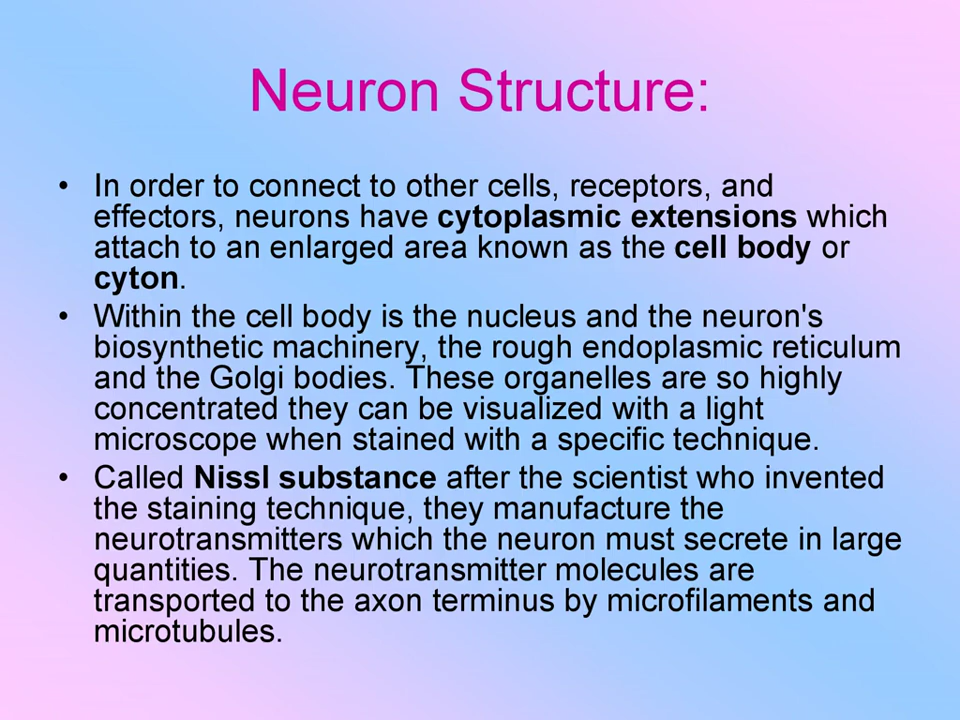 Neuron Structure:
• In order to connect to other cells, receptors, and
effectors, neurons have cytoplasmic extensions which
attach to an enlarged area known as the cell body or
cyton.
• Within the cell body is the nucleus and the neuron's
biosynthetic machinery, the rough endoplasmic reticulum
and the Golgi bodies. These organelles are so highly
concentrated they can be visualized with a light
microscope when stained with a specific technique.
• Called Nissl substance after the scientist who invented
the staining technique, they manufacture the
neurotransmitters which the neuron must secrete in large
quantities. The neurotransmitter molecules are
transported to the axon terminus by microfilaments and
microtubules.